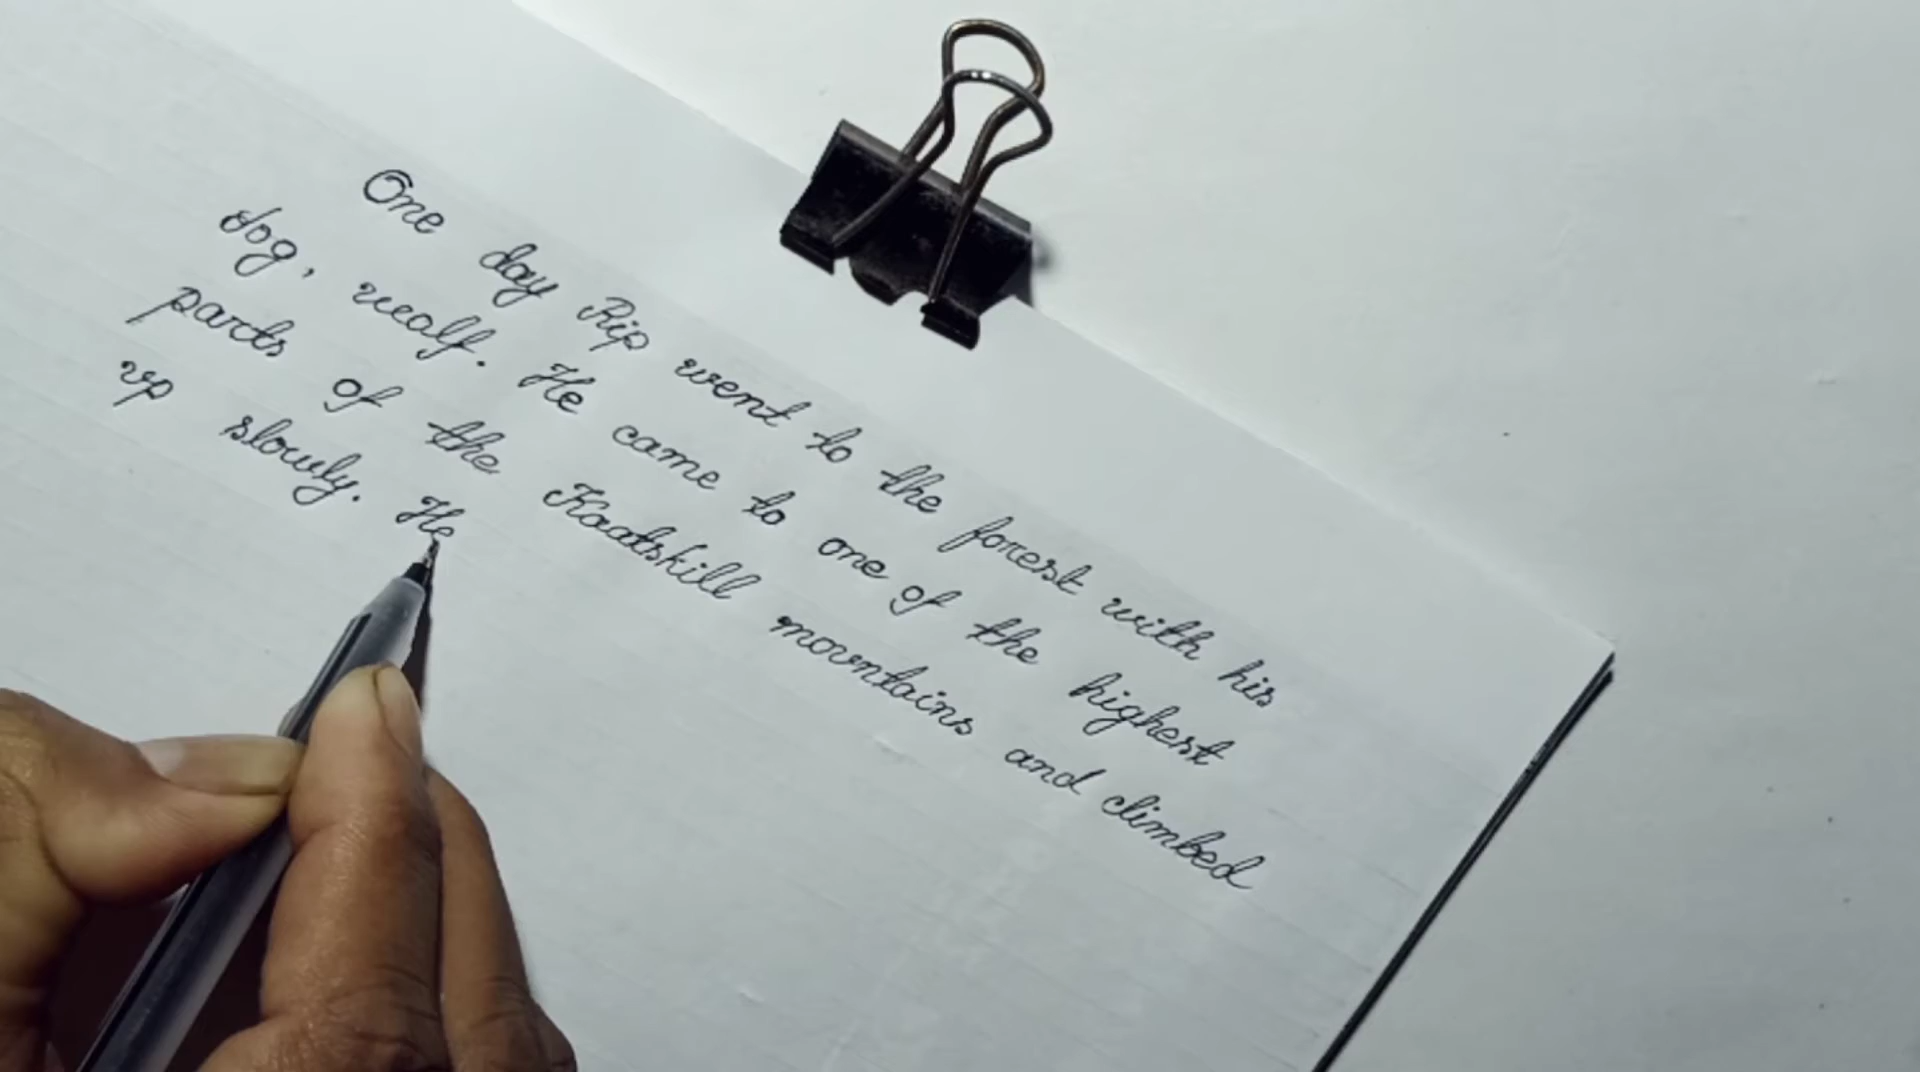 One day Rip went to the forest with his
dog, wolf. He came to one of the highest
parts of the Kaatskill mountains and climbed
up slowly. He